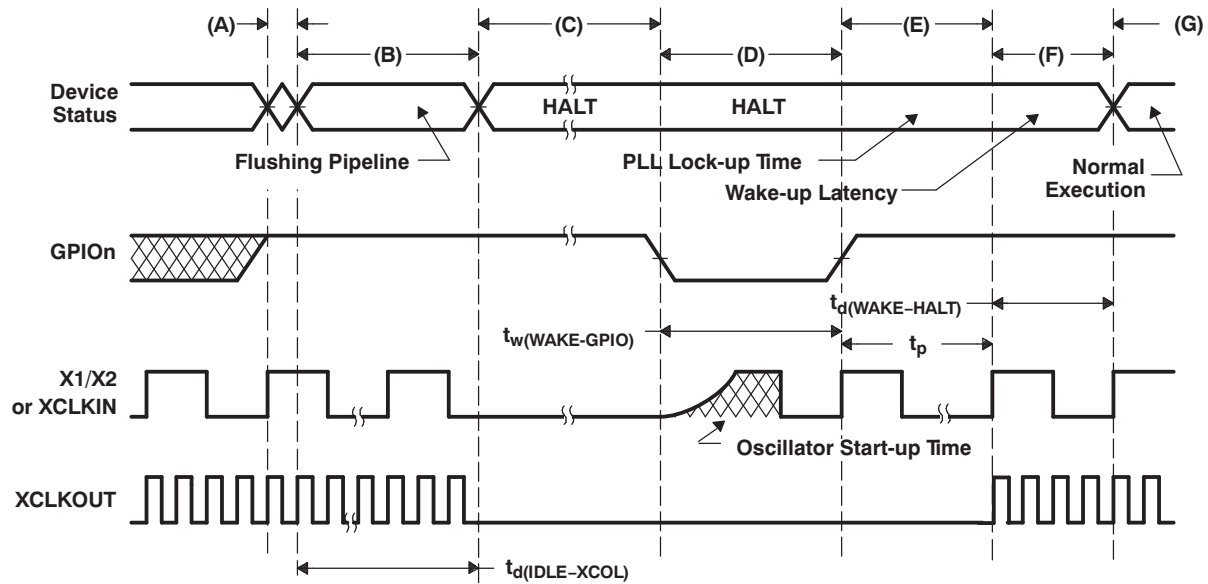 (A)
(B)
(C)
(D)
(E)
(F)
(G)
Device
Status
HALT
HALT
Flushing Pipeline
PLL Lock-up Time
Wake-up Latency
Normal
Execution
GPIOn
td(WAKE−HALT)
tw(WAKE-GPIO)
tp
X1/X2
or XCLKIN
Oscillator Start-up Time
XCLKOUT
td(IDLE−XCOL)